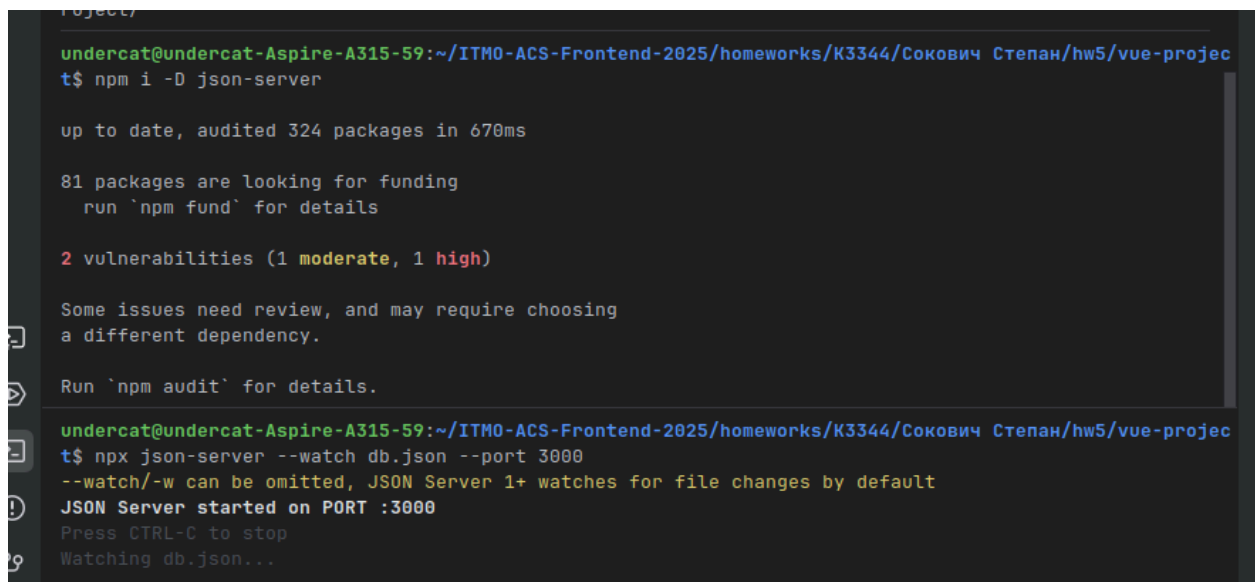 roject/
undercat@undercat-Aspire-A315-59:~/ITMO-ACS-Frontend-2025/homeworks/K3344/Сокович Степан/hw5/vue-projec
t$ npm i -D json-server
up to date, audited 324 packages in 670ms
81 packages are looking for funding
run `npm fund` for details
2 vulnerabilities (1 moderate, 1 high)
Some issues need review, and may require choosing
a different dependency.
Run `npm audit` for details.
undercat@undercat-Aspire-A315-59:~/ITMO-ACS-Frontend-2025/homeworks/K3344/Сокович Степан/hw5/vue-projec
t$ npx json-server --watch db.json --port 3000
--watch/-w can be omitted, JSON Server 1+ watches for file changes by default
JSON Server started on PORT :3000
Press CTRL-C to stop
Watching db.json...